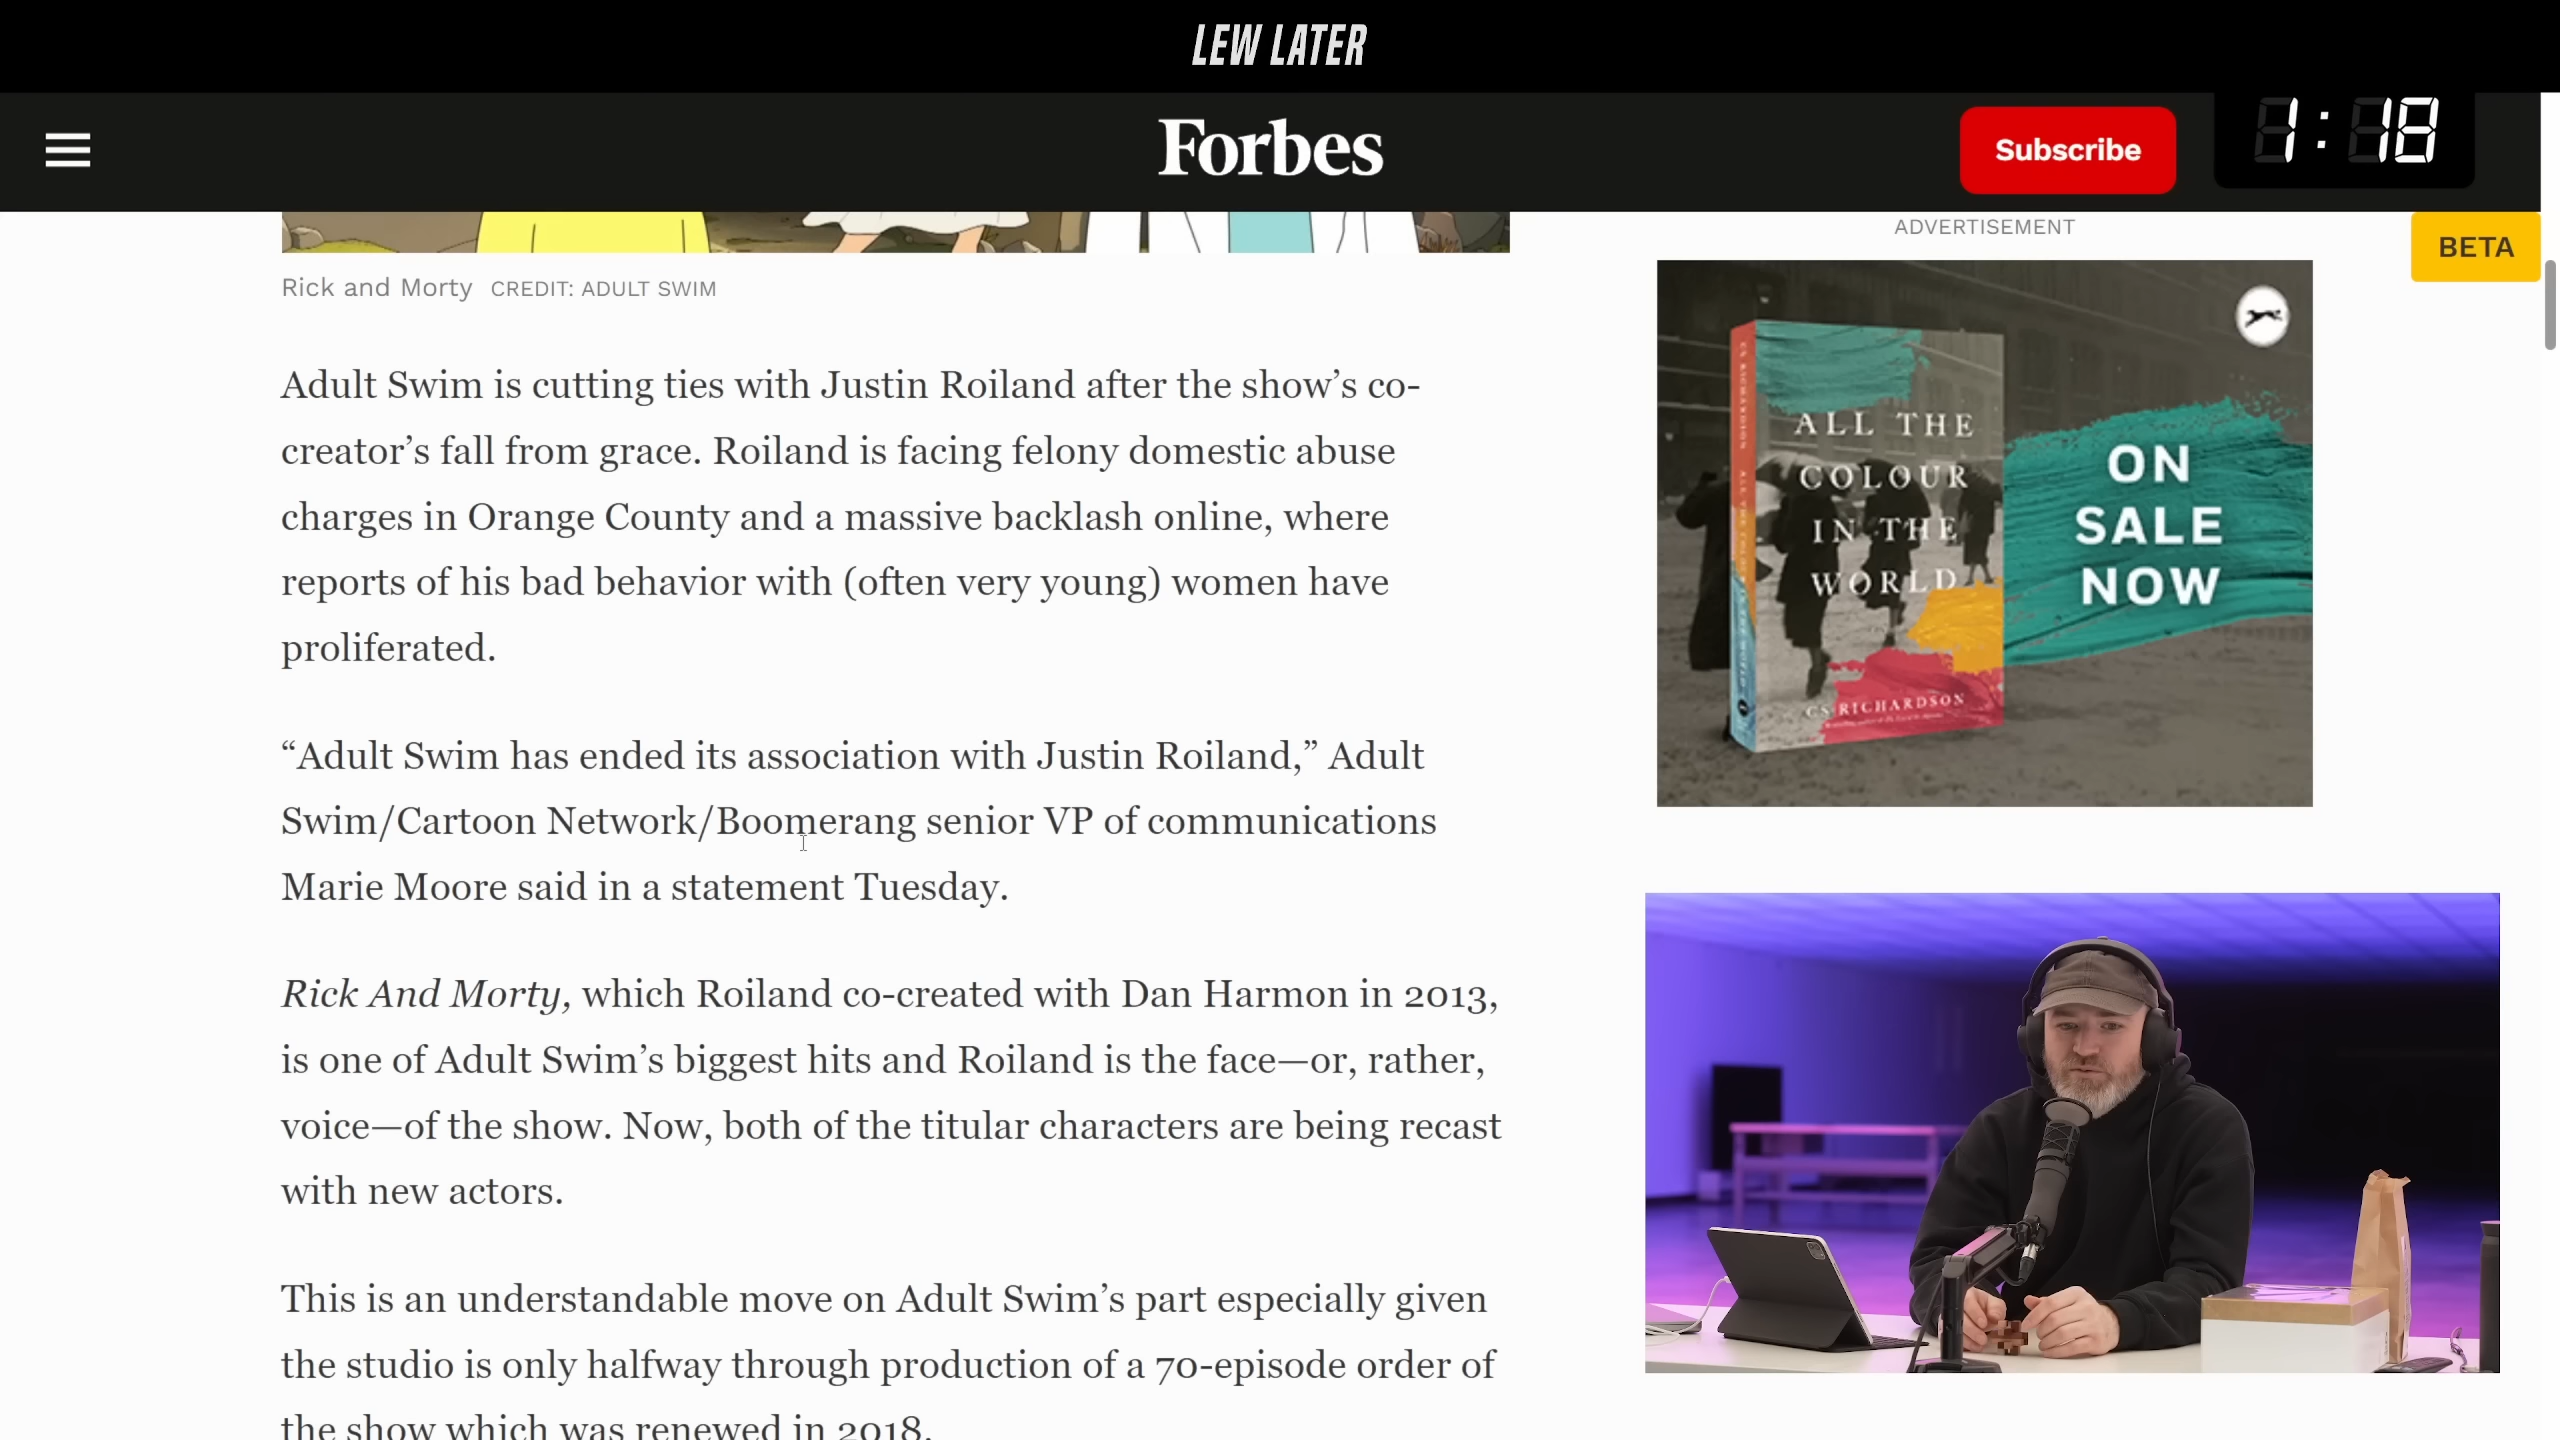 LEW LATER
Forbes
Subscribe
1:18
ADVERTISEMENT
BETA
Rick and Morty CREDIT: ADULT SWIM
Adult Swim is cutting ties with Justin Roiland after the show’s co-
creator’s fall from grace. Roiland is facing felony domestic abuse
charges in Orange County and a massive backlash online, where
reports of his bad behavior with (often very young) women have
proliferated.
“Adult Swim has ended its association with Justin Roiland,” Adult
Swim/Cartoon Network/Boomerang senior VP of communications
Marie Moore said in a statement Tuesday.
Rick And Morty, which Roiland co-created with Dan Harmon in 2013,
is one of Adult Swim’s biggest hits and Roiland is the face—or, rather,
voice—of the show. Now, both of the titular characters are being recast
with new actors.
This is an understandable move on Adult Swim’s part especially given
the studio is only halfway through production of a 70-episode order of
the show which was renewed in 2018.
ALL THE
COLOUR
IN THE
WORLD
CS RICHARDSON
ON
SALE
NOW